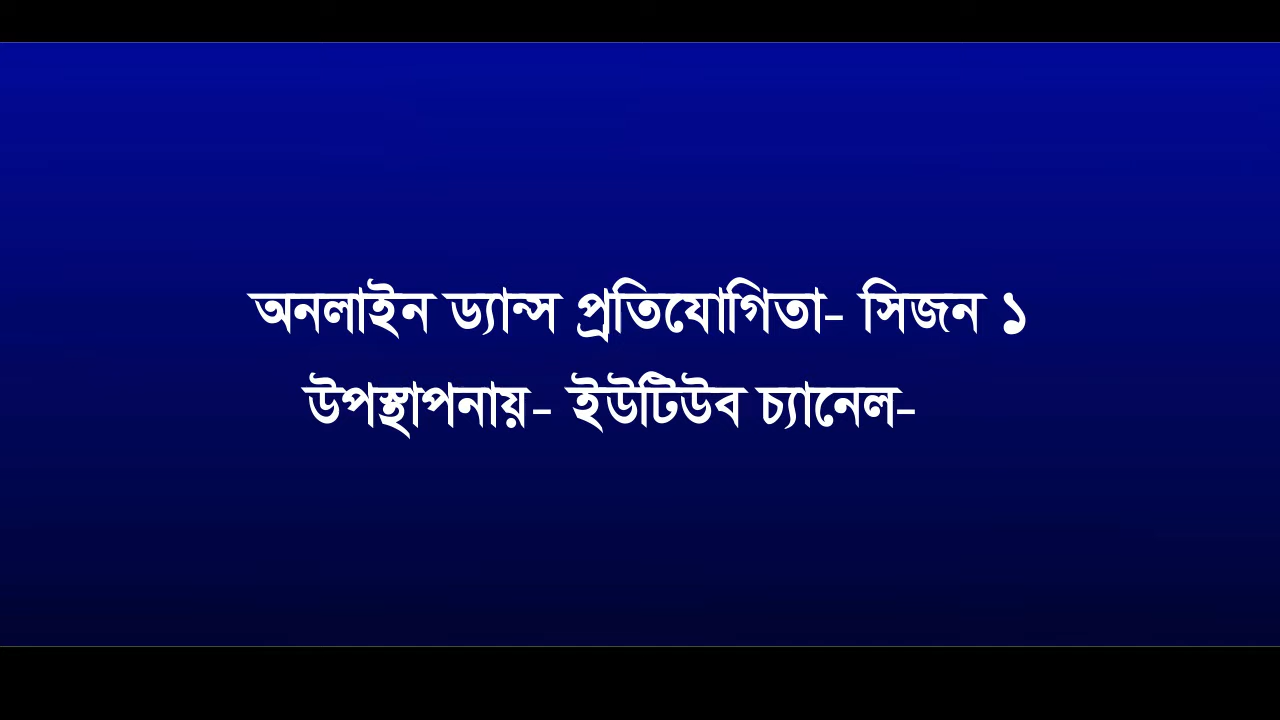 অনলাইন ড্যান্স প্রতিযোগিতা- সিজন ১
উপস্থাপনায়- ইউটিউব চ্যানেল-